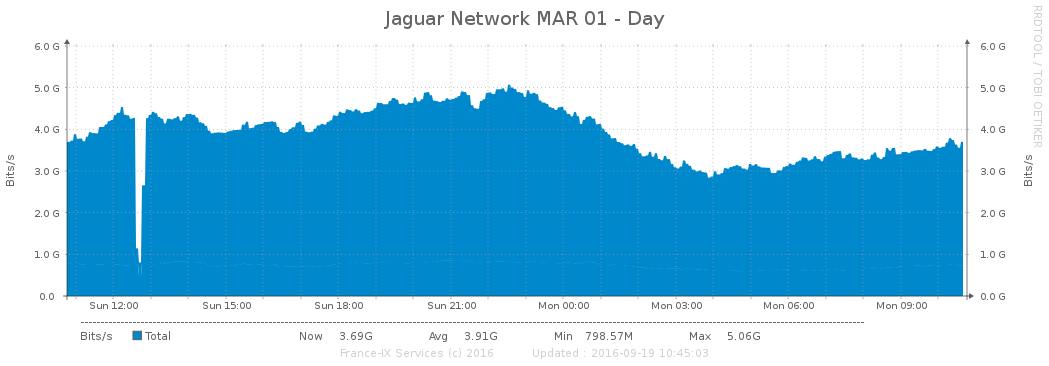 Jaguar Network MAR 01 - Day
RRDTOOL / TOBI OETIKER
6.0 G 6.0 G
5.0 G 5.0 G
4.0 G 4.0 G
3.0 G 3.0 G
2.0 G 2.0 G
1.0 G 1.0 G
0.0 0.0 G
Bits/s
Bits/s
Sun 12:00 Sun 15:00 Sun 18:00 Sun 21:00 Mon 00:00 Mon 03:00 Mon 06:00 Mon 09:00
Bits/s Total Now 3.69G Avg 3.91G Min 798.57M Max 5.06G
France-IX Services (c) 2016 Updated : 2016-09-19 10:45:03